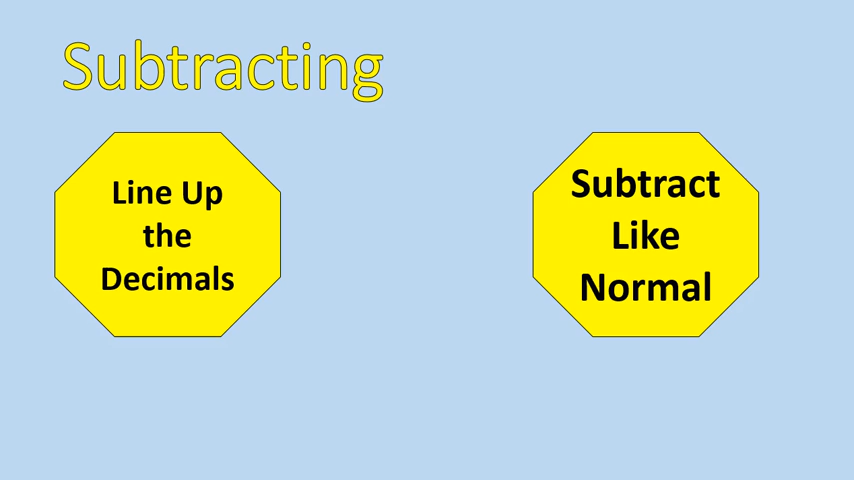 Subtracting
Line Up
the
Decimals
Subtract
Like
Normal